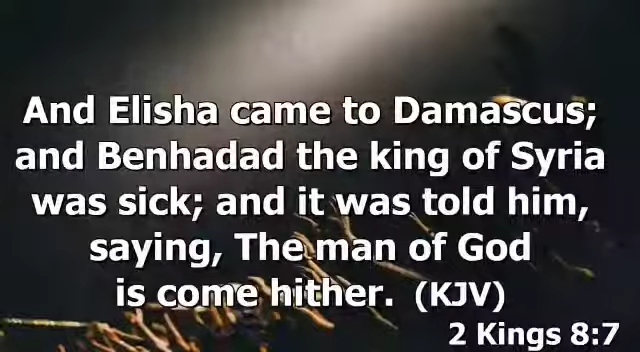 And Elisha came to Damascus;
and Benhadad the king of Syria
was sick; and it was told him,
saying, The man of God
is come hither. (KJV)
2 Kings 8:7